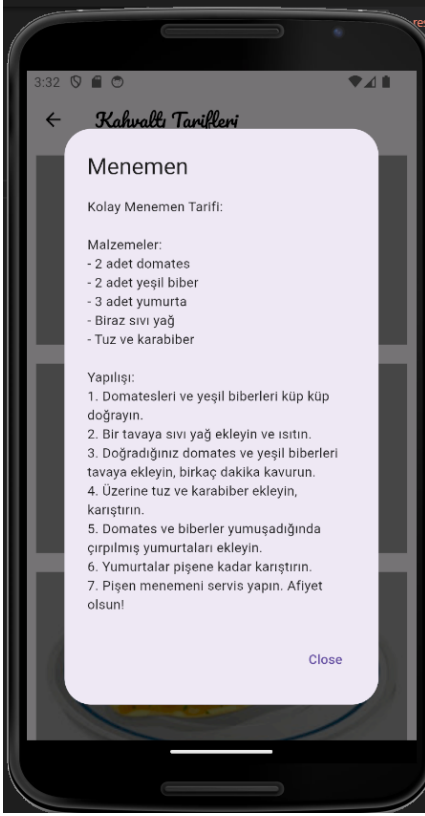 3:32
Kahvaltı Tarifleri
Menemen
Kolay Menemen Tarifi:
Malzemeler:
- 2 adet domates
- 2 adet yeşil biber
- 3 adet yumurta
- Biraz sıvı yağ
- Tuz ve karabiber
Yapılışı:
1. Domatesleri ve yeşil biberleri küp küp
doğrayın.
2. Bir tavaya sıvı yağ ekleyin ve ısıtın.
3. Doğradığınız domates ve yeşil biberleri
tavaya ekleyin, birkaç dakika kavurun.
4. Üzerine tuz ve karabiber ekleyin,
karıştırın.
5. Domates ve biberler yumuşadığında
çırpılmış yumurtaları ekleyin.
6. Yumurtalar pişene kadar karıştırın.
7. Pişen menemeni servis yapın. Afiyet
olsun!
Close